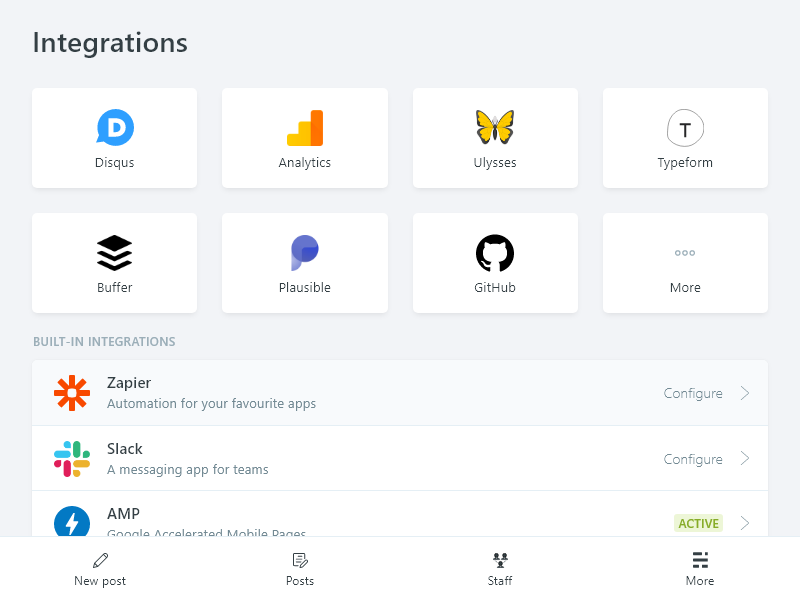 Integrations
Disqus
Analytics
Ulysses
T
Typeform
Buffer
Plausible
GitHub
More
BUILT-IN INTEGRATIONS
Zapier
Automation for your favourite apps
Configure
Slack
A messaging app for teams
Configure
AMP
Google Accelerated Mobile Pages
ACTIVE
New post
Posts
Staff
More